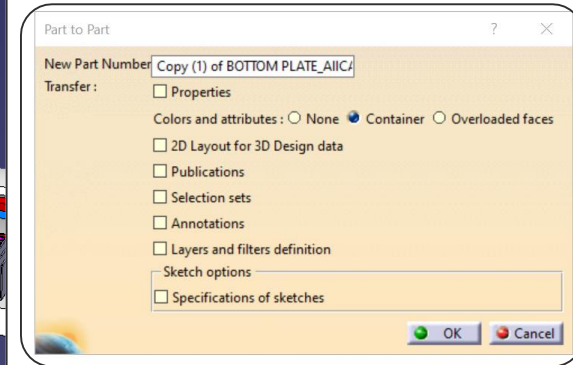 Part to Part ? ×
New Part Number Copy (1) of BOTTOM PLATE_AIIC
Transfer : Properties
Colors and attributes : None Container Overloaded faces
2D Layout for 3D Design data
Publications
Selection sets
Annotations
Layers and filters definition
Sketch options
Specifications of sketches
OK Cancel